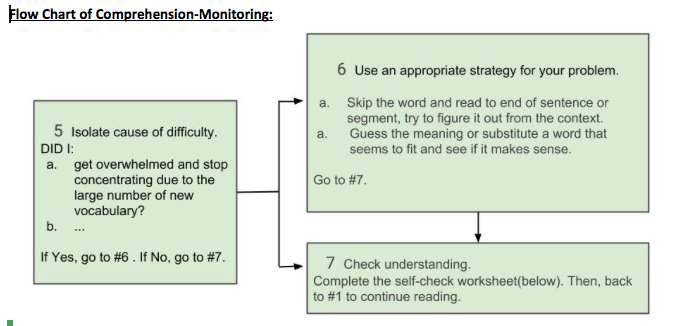 Flow Chart of Comprehension-Monitoring:
5 Isolate cause of difficulty.
DID I:
a. get overwhelmed and stop
concentrating due to the
large number of new
vocabulary?
b. ...
If Yes, go to #6 . If No, go to #7.
6 Use an appropriate strategy for your problem.
a. Skip the word and read to end of sentence or
segment, try to figure it out from the context.
a. Guess the meaning or substitute a word that
seems to fit and see if it makes sense.
Go to #7.
7 Check understanding.
Complete the self-check worksheet(below). Then, back
to #1 to continue reading.